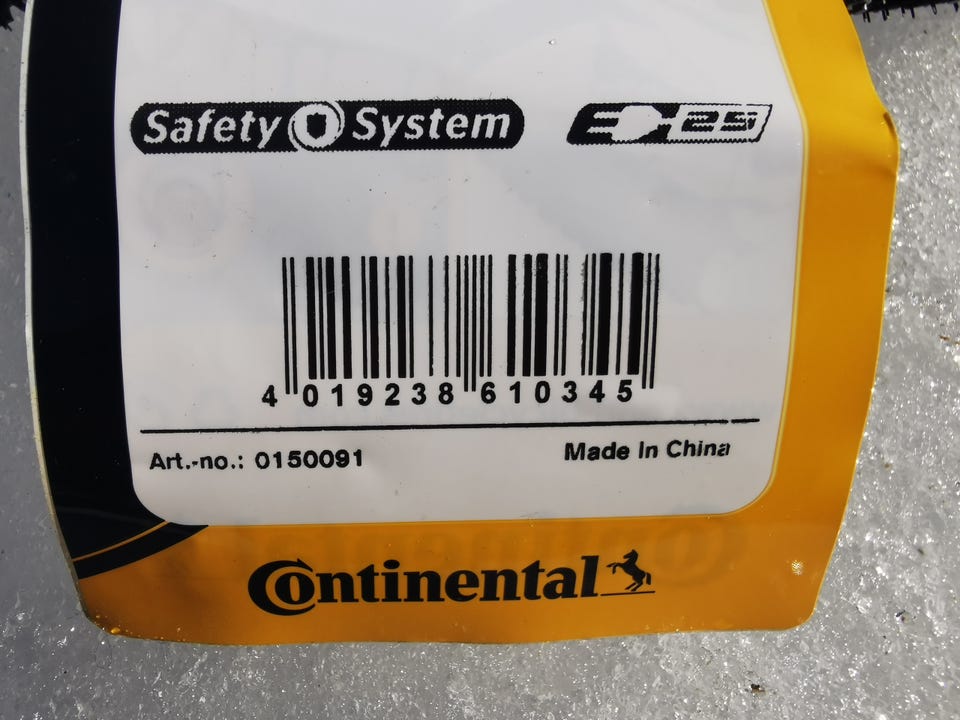 Safety System E 25
4 019238 610345
Art.-no.: 0150091 Made in China
Continental